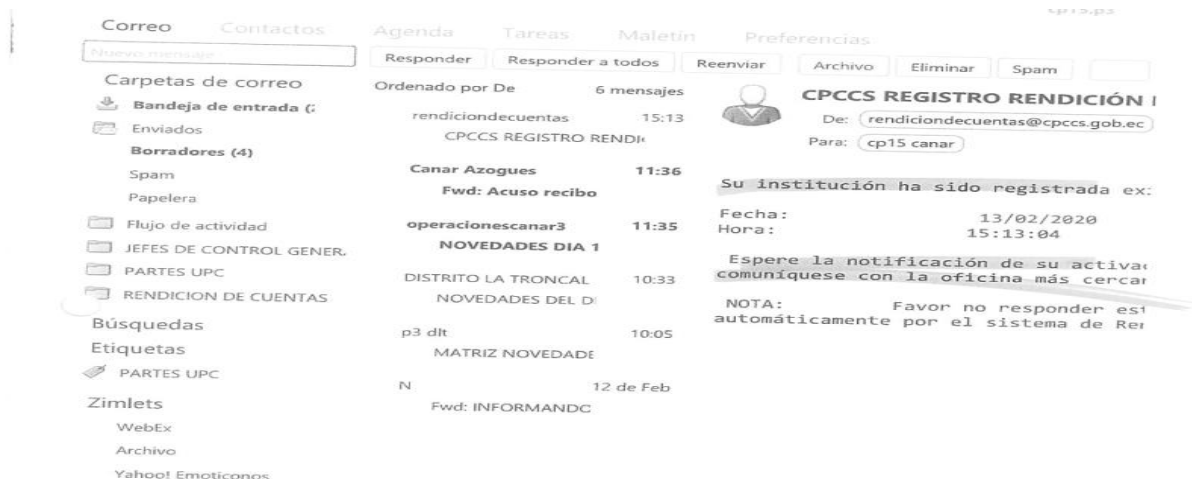 cp15.p3
Correo Contactos Agenda Tareas Maletín Preferencias
Nuevo mensaje
Responder Responder a todos Reenviar Archivo Eliminar Spam
Carpetas de correo
Bandeja de entrada (
Enviados
Borradores (4)
Spam
Papelera
Flujo de actividad
JEFES DE CONTROL GENER
PARTES UPC
RENDICION DE CUENTAS
Búsquedas
Etiquetas
PARTES UPC
Zimlets
WebEx
Archivo
Yahoo! Emoticonos
Ordenado por De 6 mensajes
rendiciondecuentas 15:13
CPCCS REGISTRO RENDI
Canar Azogues 11:36
Fwd: Acuso recibo
operacionescanar3 11:35
NOVEDADES DIA 1
DISTRITO LA TRONCAL 10:33
NOVEDADES DEL D
p3 dlt 10:05
MATRIZ NOVEDADE
N 12 de Feb
Fwd: INFORMANDO
CPCCS REGISTRO RENDICIÓN
De: rendiciondecuentas@cpccs.gob.ec
Para: cp15 canar
Su institución ha sido registrada ex
Fecha: 13/02/2020
Hora: 15:13:04
Espere la notificación de su activa
comuníquese con la oficina más cercan
NOTA: Favor no responder est
automáticamente por el sistema de Re